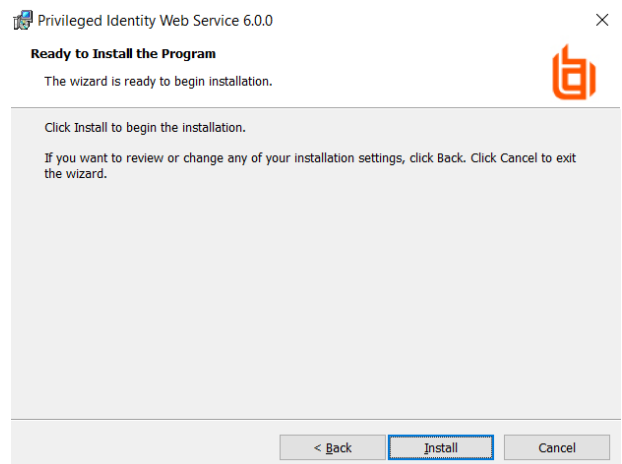 Privileged Identity Web Service 6.0.0
Ready to Install the Program
The wizard is ready to begin installation.
Click Install to begin the installation.
If you want to review or change any of your installation settings, click Back. Click Cancel to exit
the wizard.
< Back Install Cancel